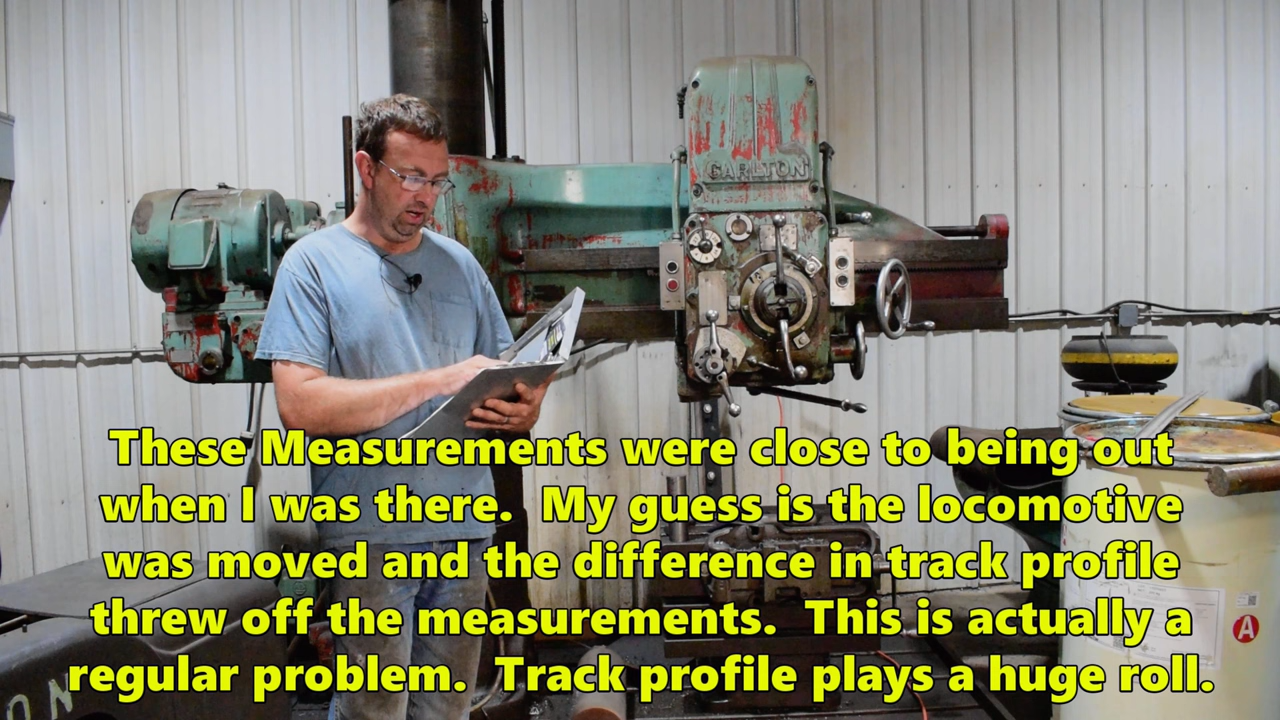 CARLTON
These Measurements were close to being out
when I was there.  My guess is the locomotive
was moved and the difference in track profile
threw off the measurements.  This is actually a
regular problem.  Track profile plays a huge roll.
A
ON